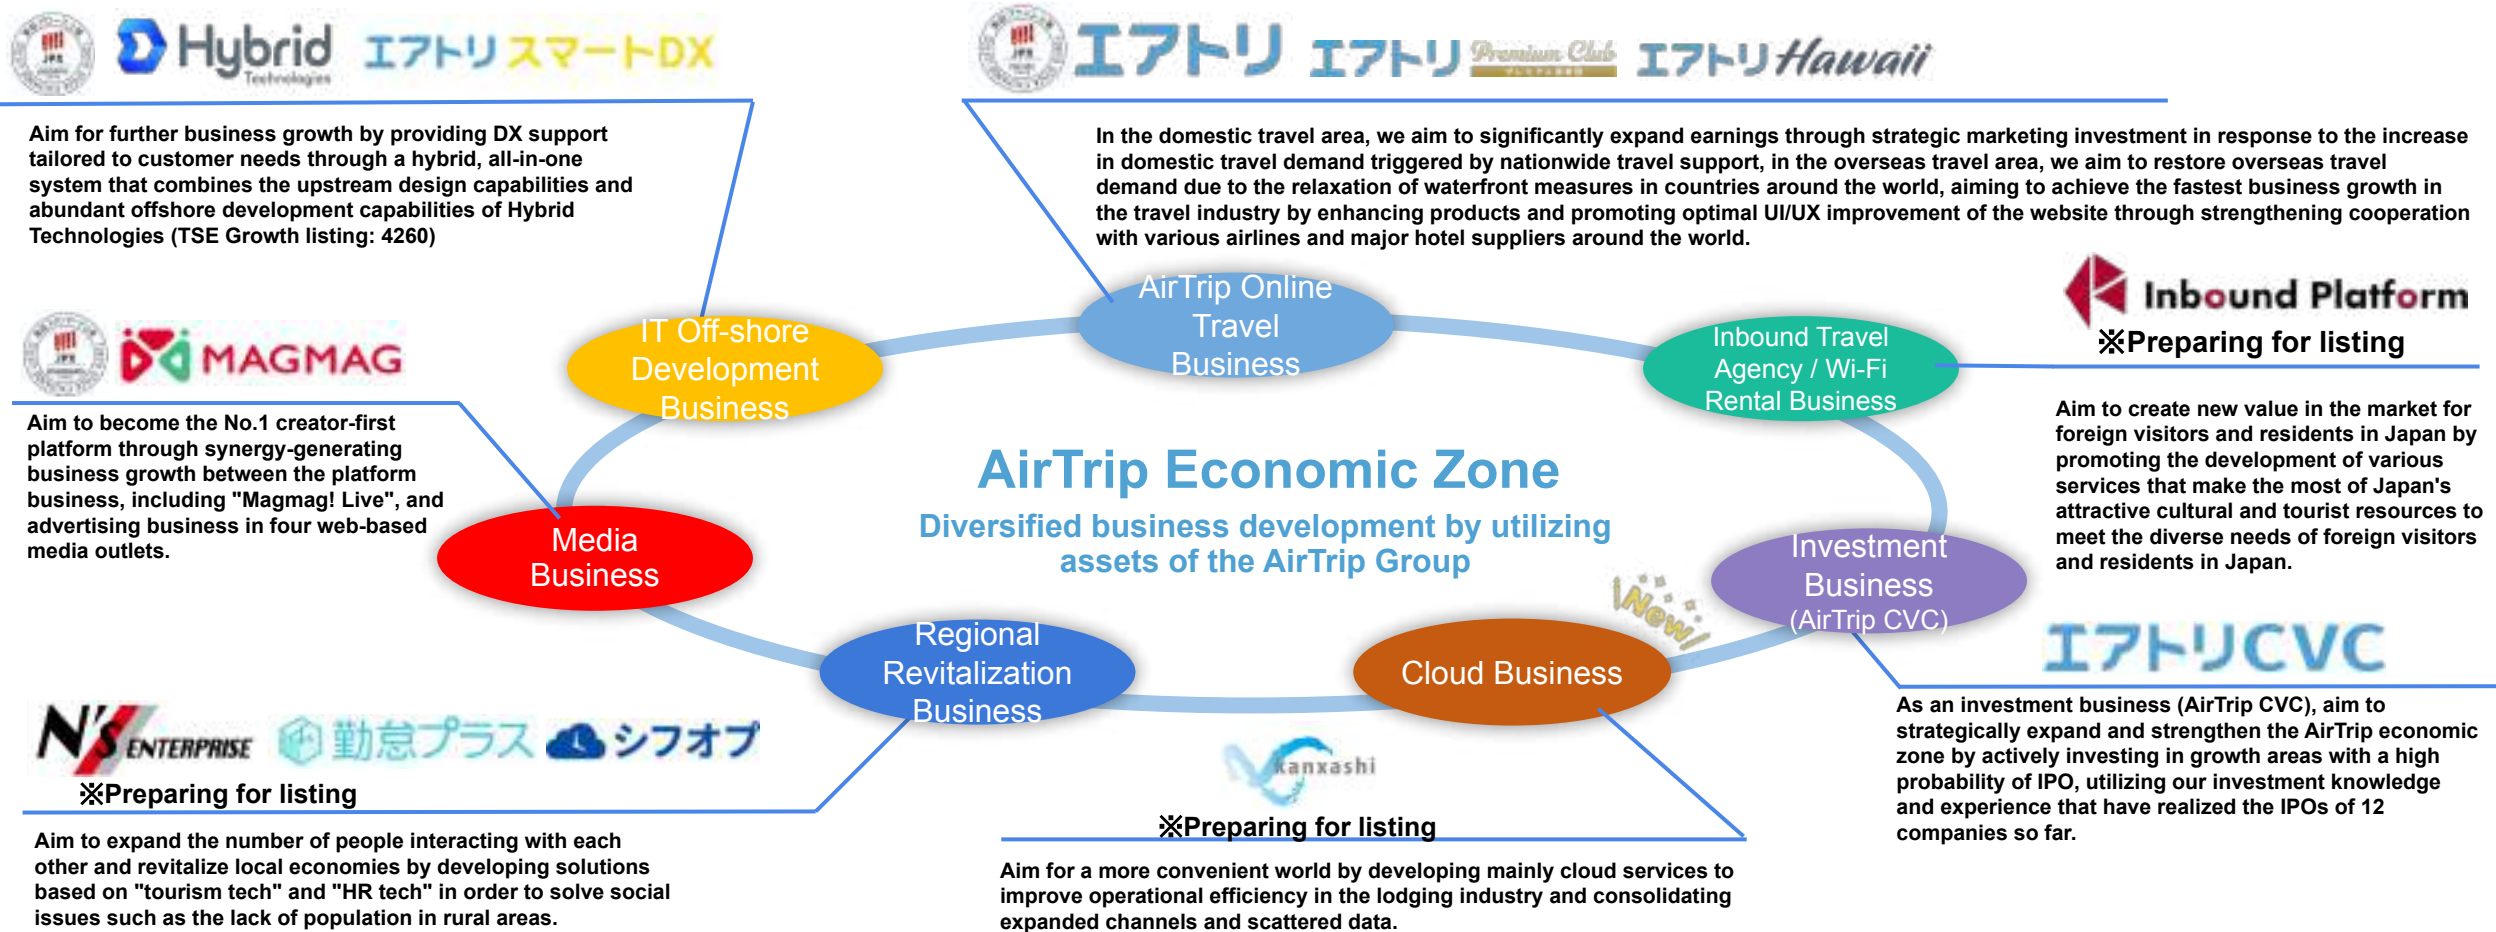 JPX
Hybrid
Technologies
エアトリ スマートDX
JPX
エアトリ
エアトリ Premium Club
エアトリ Hawaii
Aim for further business growth by providing DX support
tailored to customer needs through a hybrid, all-in-one
system that combines the upstream design capabilities and
abundant offshore development capabilities of Hybrid
Technologies (TSE Growth listing: 4260)
In the domestic travel area, we aim to significantly expand earnings through strategic marketing investment in response to the increase
in domestic travel demand triggered by nationwide travel support, in the overseas travel area, we aim to restore overseas travel
demand due to the relaxation of waterfront measures in countries around the world, aiming to achieve the fastest business growth in
the travel industry by enhancing products and promoting optimal UI/UX improvement of the website through strengthening cooperation
with various airlines and major hotel suppliers around the world.
AirTrip Online
Travel
Business
IT Off-shore
Development
Business
Inbound Travel
Agency / Wi-Fi
Rental Business
Inbound Platform
※Preparing for listing
JPX
MAGMAG
Aim to become the No.1 creator-first
platform through synergy-generating
business growth between the platform
business, including "Magmag! Live", and
advertising business in four web-based
media outlets.
Aim to create new value in the market for
foreign visitors and residents in Japan by
promoting the development of various
services that make the most of Japan's
attractive cultural and tourist resources to
meet the diverse needs of foreign visitors
and residents in Japan.
AirTrip Economic Zone
Diversified business development by utilizing
assets of the AirTrip Group
Media
Business
Investment
Business
(AirTrip CVC)
New!
Regional
Revitalization
Business
Cloud Business
エアトリCVC
As an investment business (AirTrip CVC), aim to
strategically expand and strengthen the AirTrip economic
zone by actively investing in growth areas with a high
probability of IPO, utilizing our investment knowledge
and experience that have realized the IPOs of 12
companies so far.
N'S ENTERPRISE
勤怠プラス
シフオプ
※Preparing for listing
Aim to expand the number of people interacting with each
other and revitalize local economies by developing solutions
based on "tourism tech" and "HR tech" in order to solve social
issues such as the lack of population in rural areas.
kanxashi
※Preparing for listing
Aim for a more convenient world by developing mainly cloud services to
improve operational efficiency in the lodging industry and consolidating
expanded channels and scattered data.